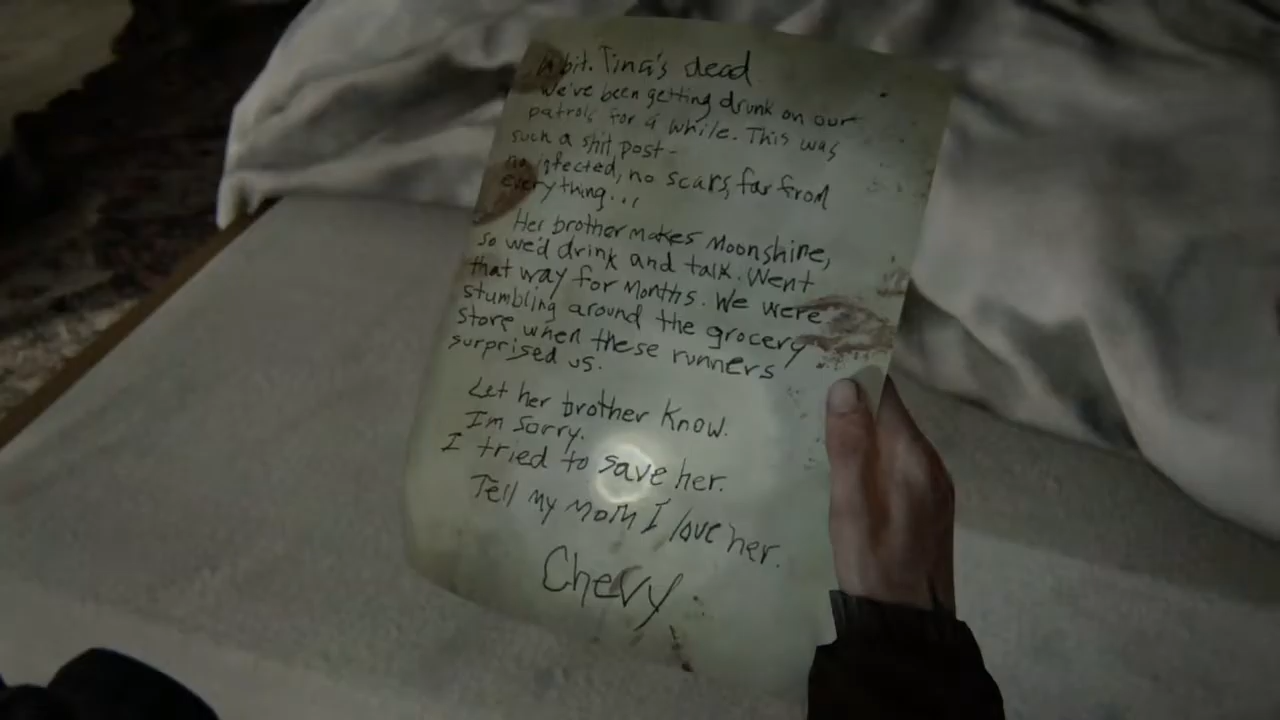 bit. Tina's dead
We've been getting drunk on our
patrols for a while. This was
such a shit post-
no infected, no scars, far from
everything...
Her brother makes Moonshine,
so we'd drink and talk. Went
that way for months. We were
stumbling around the grocery
store when these runners
surprised us.
Let her brother know.
I'm sorry.
I tried to save her.
Tell my mom I love her.
Chevy